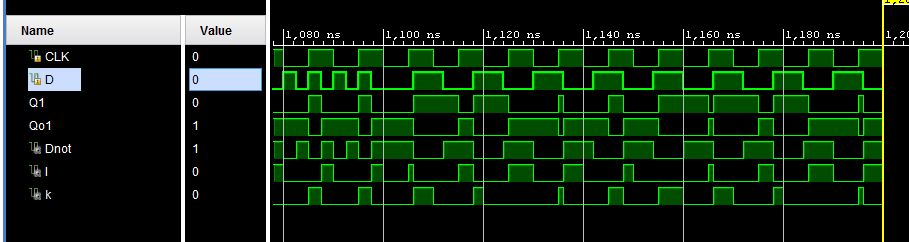 Name Value
1,080 ns 1,100 ns 1,120 ns 1,140 ns 1,160 ns 1,180 ns
CLK 0
D 0
Q1 0
Qo1 1
Dnot 1
k 0